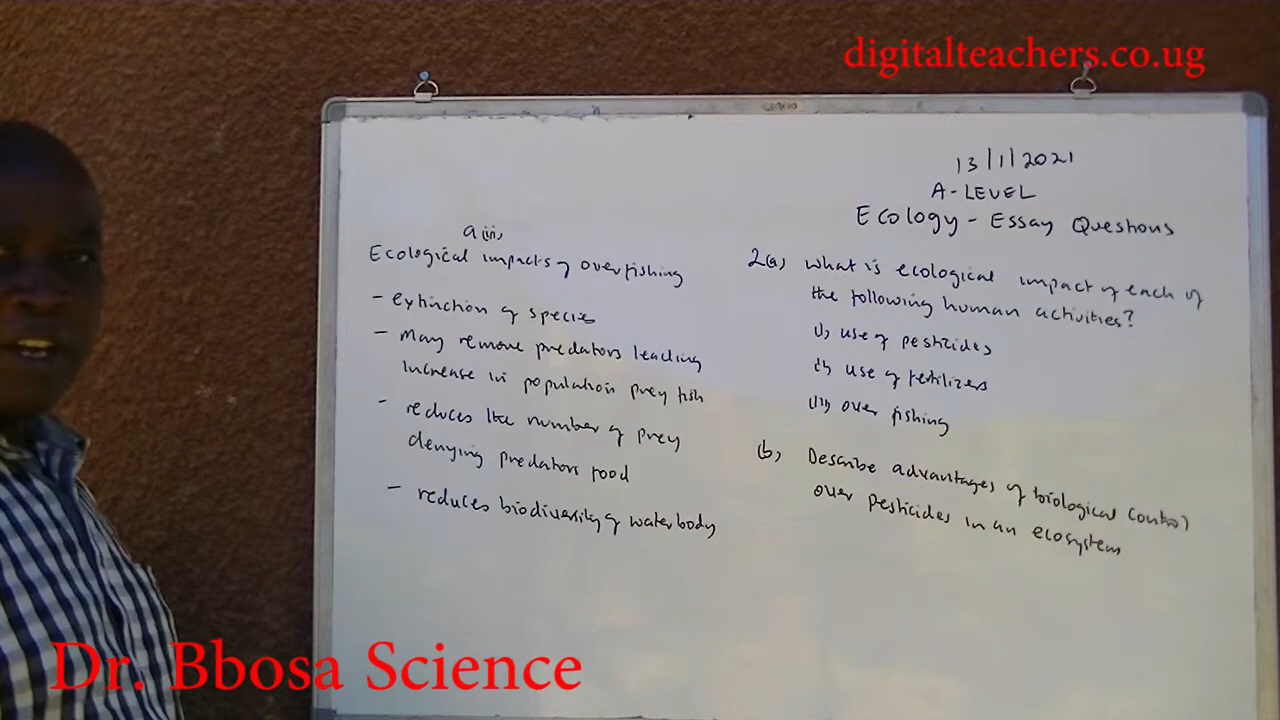 digitalteachers.co.ug
13/1/2021
A-LEVEL
Ecology - Essay Questions
2(a) What is ecological impact of each of
the following human activities?
i, use of pesticides
ii, use of fertilizers
iii, over fishing
(b, Describe advantages of biological control
over pesticides in an ecosystem
a(iii,
Ecological impacts of overfishing
- extinction of species
- May remove predators leading
increase in population prey fish
- reduces the number of prey
denying predators food
- reduces biodiversity of waterbody
Dr. Bbosa Science